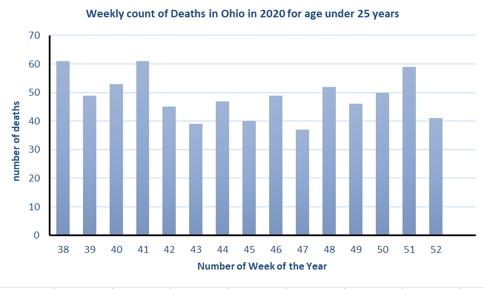 Weekly count of Deaths in Ohio in 2020 for age under 25 years
number of deaths
70
60
50
40
30
20
10
0
38 39 40 41 42 43 44 45 46 47 48 49 50 51 52
Number of Week of the Year